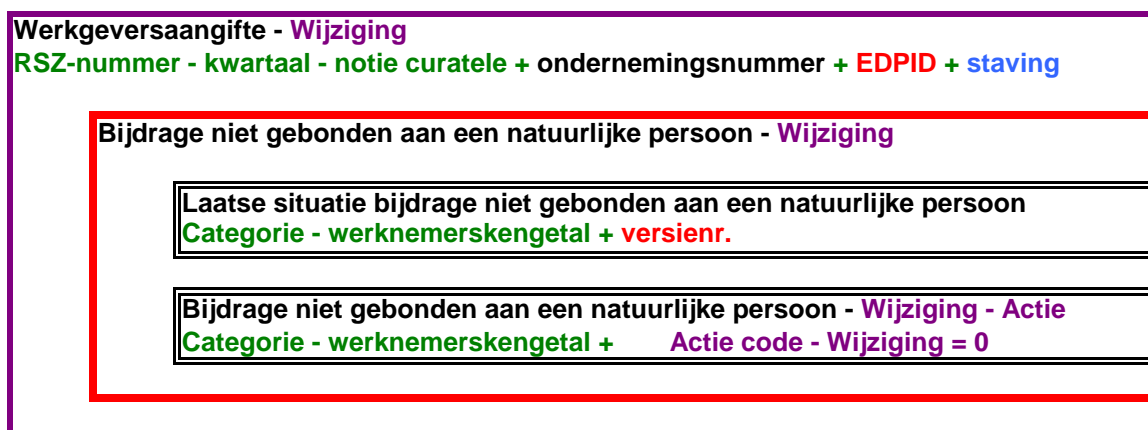 Werkgeversaangifte - Wijziging
RSZ-nummer - kwartaal - notie curatele + ondernemingsnummer + EDPID + staving
Bijdrage niet gebonden aan een natuurlijke persoon - Wijziging
Laatse situatie bijdrage niet gebonden aan een natuurlijke persoon
Categorie - werknemerskengetal + versienr.
Bijdrage niet gebonden aan een natuurlijke persoon - Wijziging - Actie
Categorie - werknemerskengetal + Actie code - Wijziging = 0